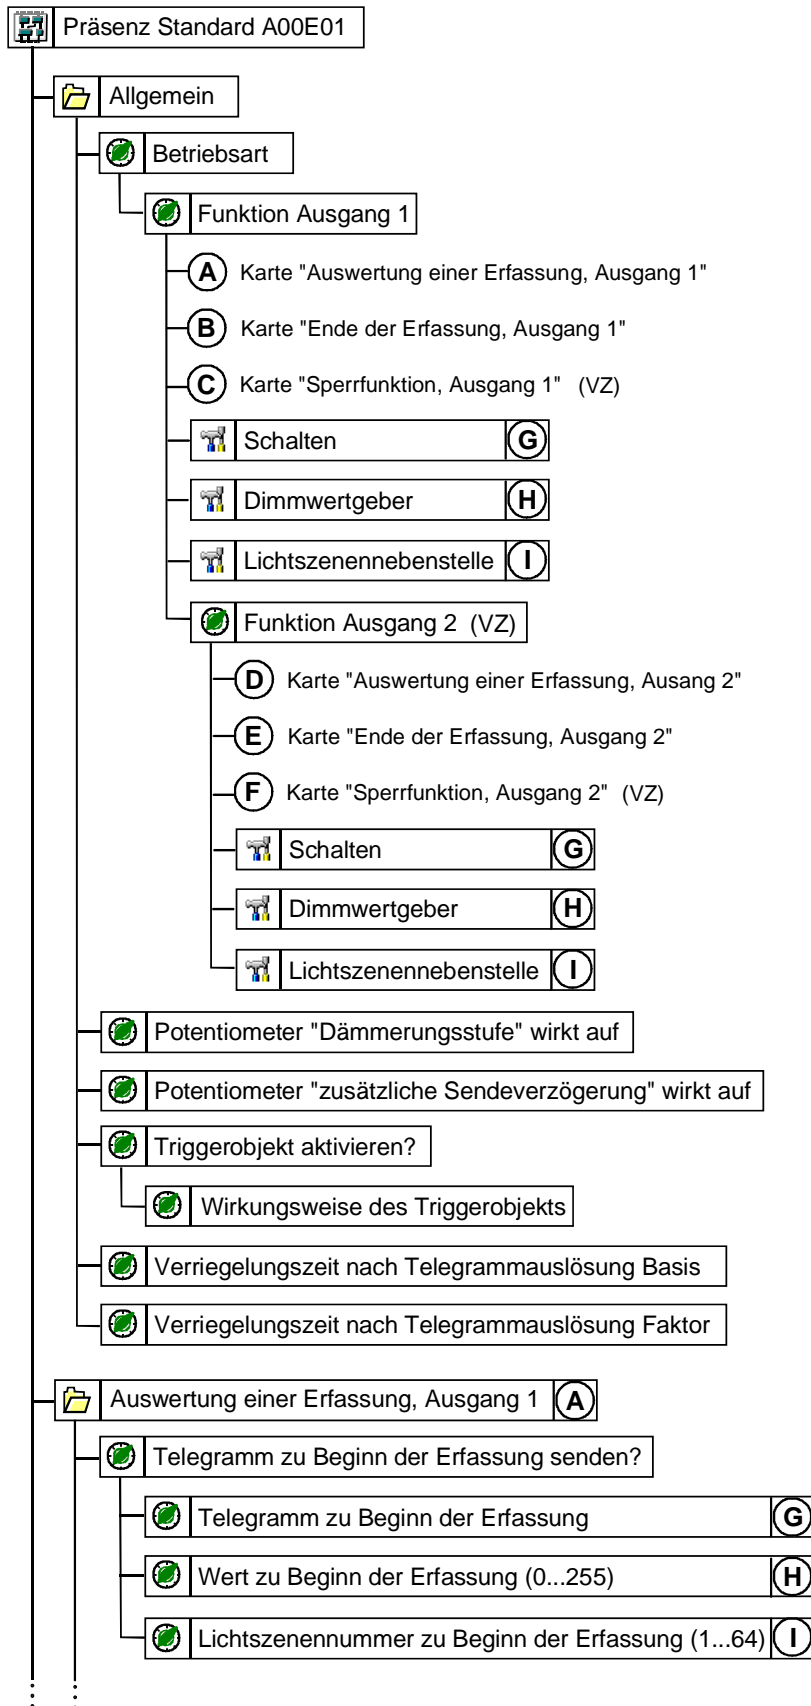 Präsenz Standard A00E01
Allgemein
Betriebsart
Funktion Ausgang 1
A Karte "Auswertung einer Erfassung, Ausgang 1"
B Karte "Ende der Erfassung, Ausgang 1"
C Karte "Sperrfunktion, Ausgang 1" (VZ)
Schalten G
Dimmwertgeber H
Lichtszenennebenstelle I
Funktion Ausgang 2 (VZ)
D Karte "Auswertung einer Erfassung, Ausang 2"
E Karte "Ende der Erfassung, Ausgang 2"
F Karte "Sperrfunktion, Ausgang 2" (VZ)
Schalten G
Dimmwertgeber H
Lichtszenennebenstelle I
Potentiometer "Dämmerungsstufe" wirkt auf
Potentiometer "zusätzliche Sendeverzögerung" wirkt auf
Triggerobjekt aktivieren?
Wirkungsweise des Triggerobjekts
Verriegelungszeit nach Telegrammauslösung Basis
Verriegelungszeit nach Telegrammauslösung Faktor
Auswertung einer Erfassung, Ausgang 1 A
Telegramm zu Beginn der Erfassung senden?
Telegramm zu Beginn der Erfassung G
Wert zu Beginn der Erfassung (0...255) H
Lichtszenennummer zu Beginn der Erfassung (1...64) I